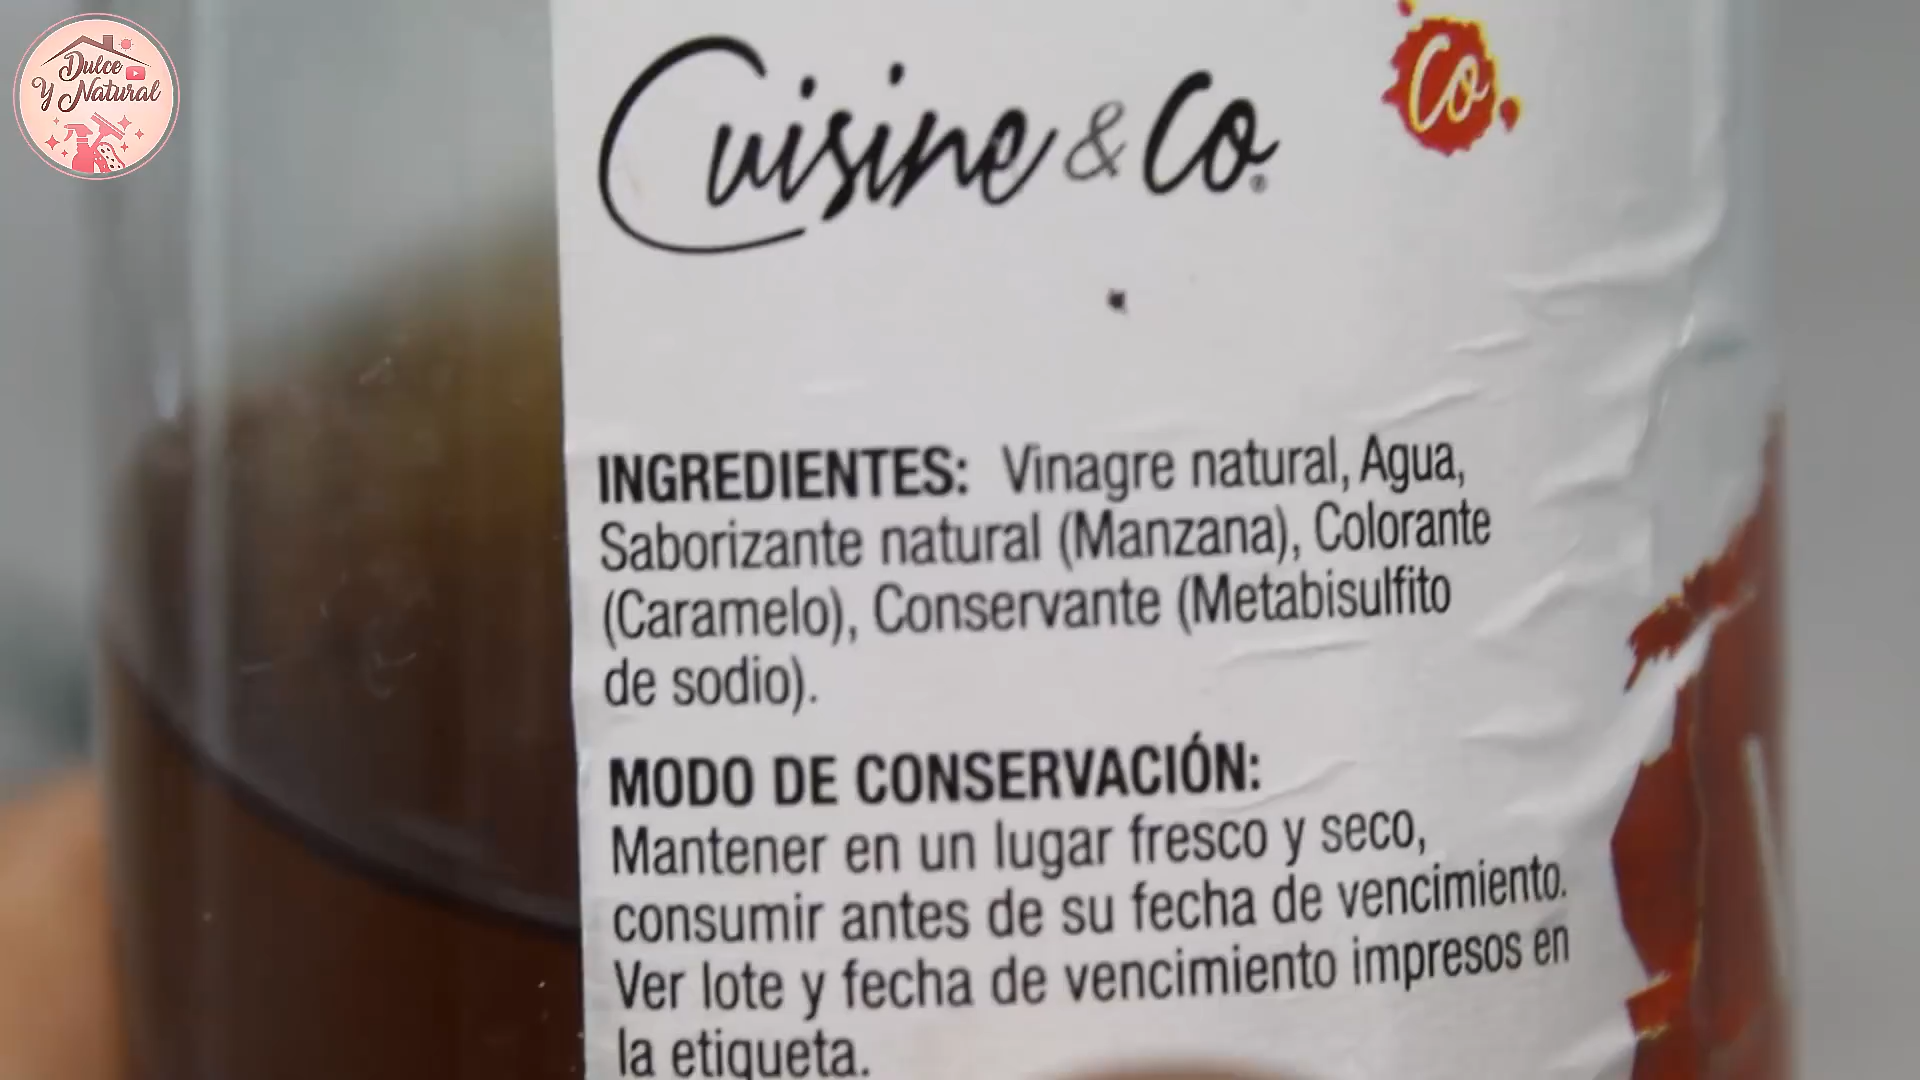 Dulce
Y Natural
Cuisine & Co
Co
INGREDIENTES: Vinagre natural, Agua,
Saborizante natural (Manzana), Colorante
(Caramelo), Conservante (Metabisulfito
de sodio).
MODO DE CONSERVACIÓN:
Mantener en un lugar fresco y seco,
consumir antes de su fecha de vencimiento.
Ver lote y fecha de vencimiento impresos en
la etiqueta.